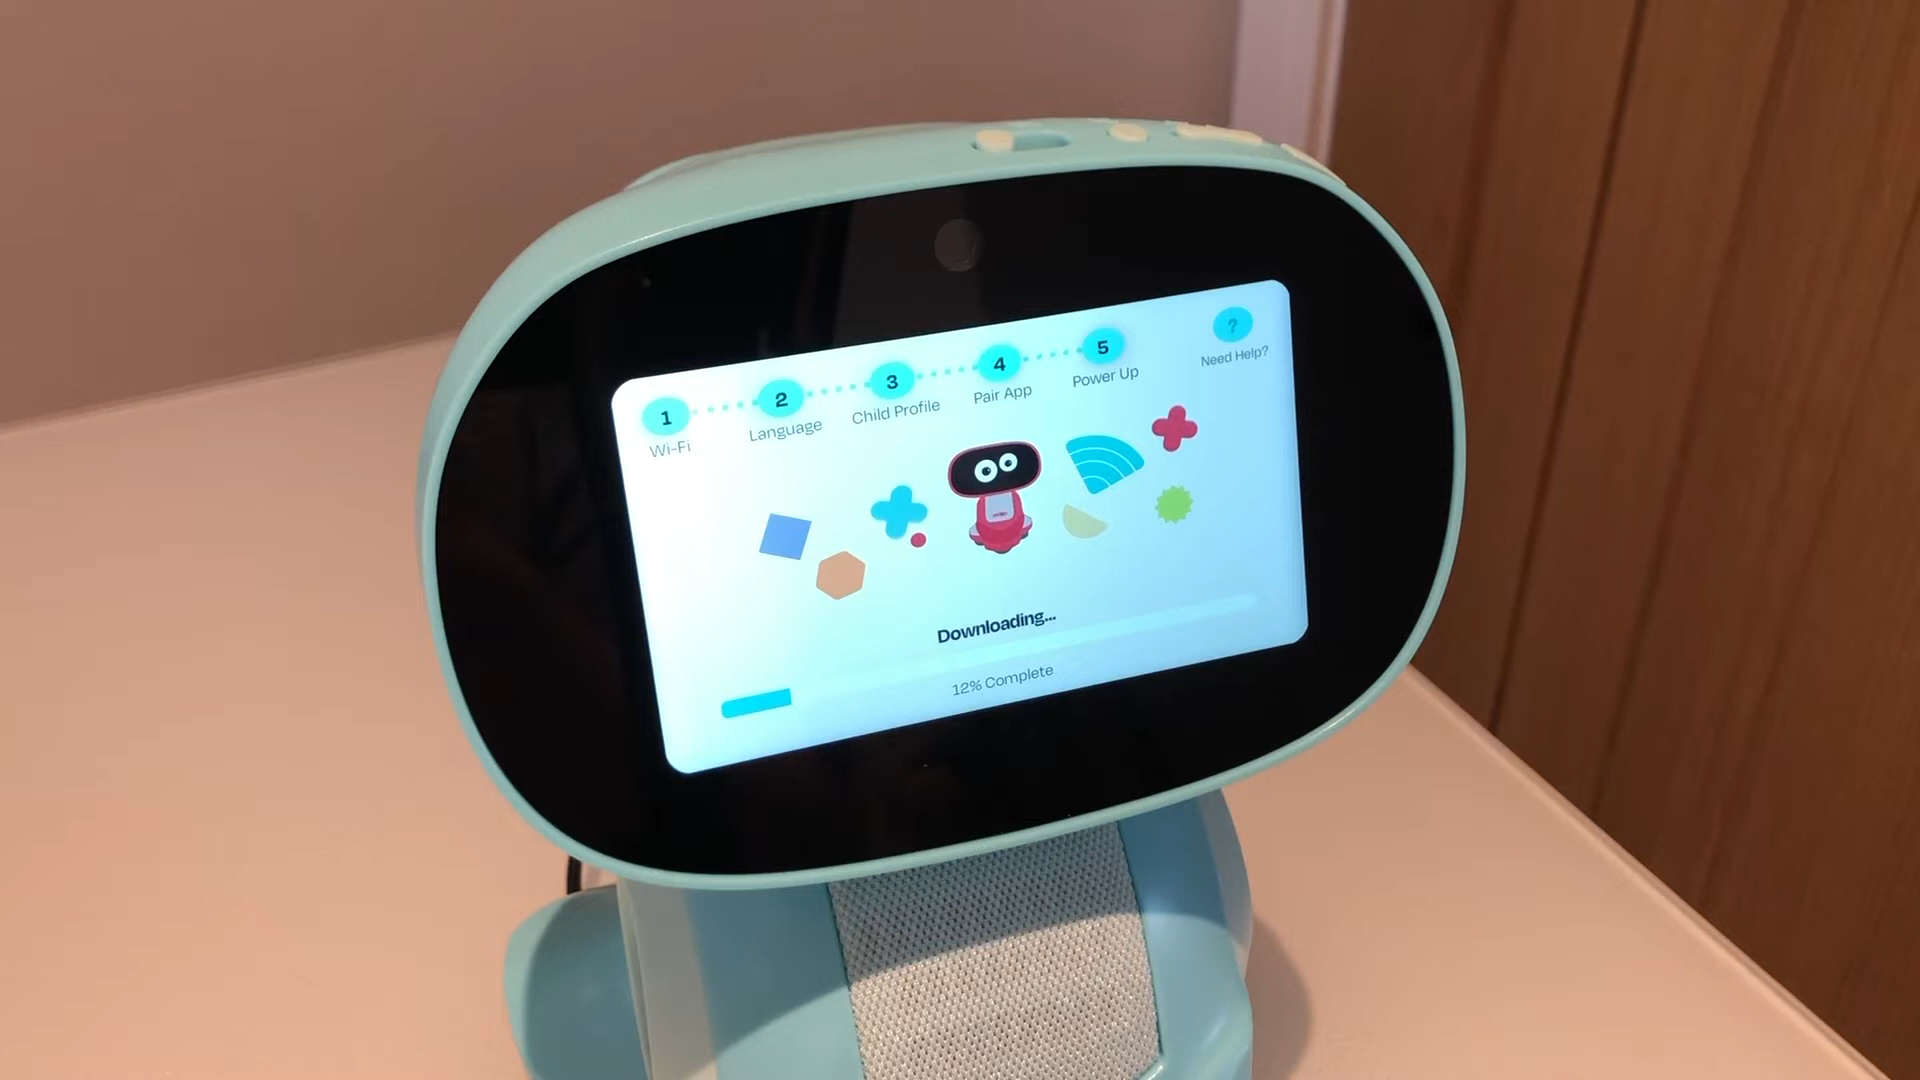 1 2 3 4 5 ?
Wi-Fi Language Child Profile Pair App Power Up Need Help?
Downloading...
12% Complete